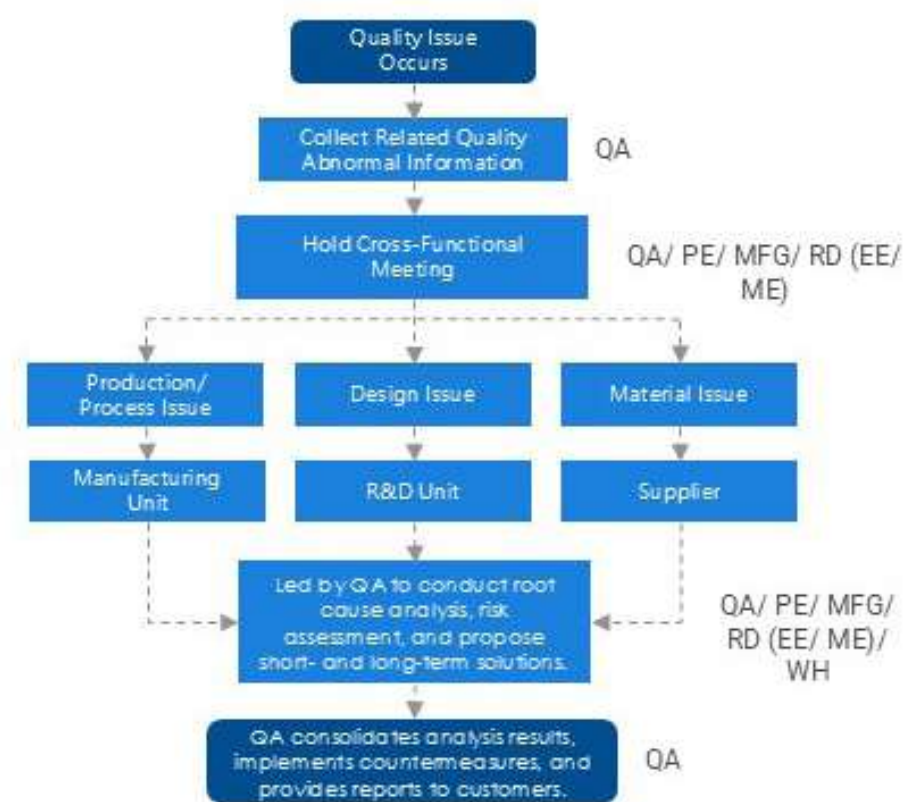 Quality Issue
Occurs
Collect Related Quality
Abnormal Information
QA
Hold Cross-Functional
Meeting
QA/ PE/ MFG/ RD (EE/
ME)
Production/
Process Issue
Design Issue
Material Issue
Manufacturing
Unit
R&D Unit
Supplier
Led by QA to conduct root
cause analysis, risk
assessment, and propose
short- and long-term solutions.
QA/ PE/ MFG/
RD (EE/ ME)/
WH
QA consolidates analysis results,
implements countermeasures, and
provides reports to customers.
QA